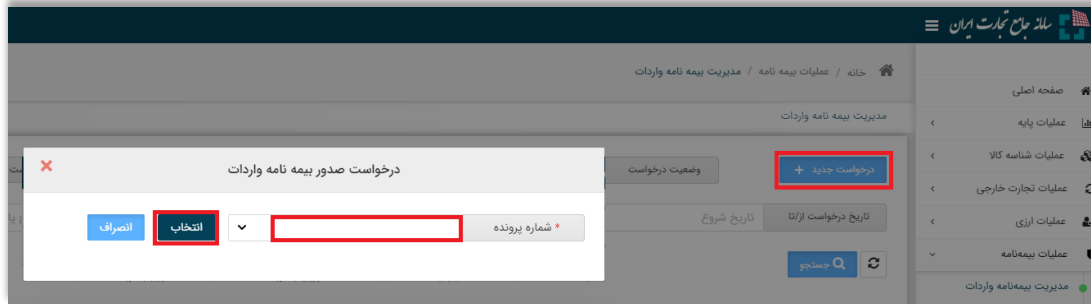 سامانه جامع تجارت ایران
خانه / عملیات بیمه نامه / مدیریت بیمه نامه واردات
صفحه اصلی
مدیریت بیمه نامه واردات
عملیات پایه
عملیات شناسه کالا
عملیات تجارت خارجی
عملیات ارزی
عملیات بیمه‌نامه
مدیریت بیمه‌نامه واردات
درخواست جدید +
وضعیت درخواست
تاریخ درخواست از/تا
تاریخ شروع
جستجو
درخواست صدور بیمه نامه واردات
* شماره پرونده
انتخاب
انصراف